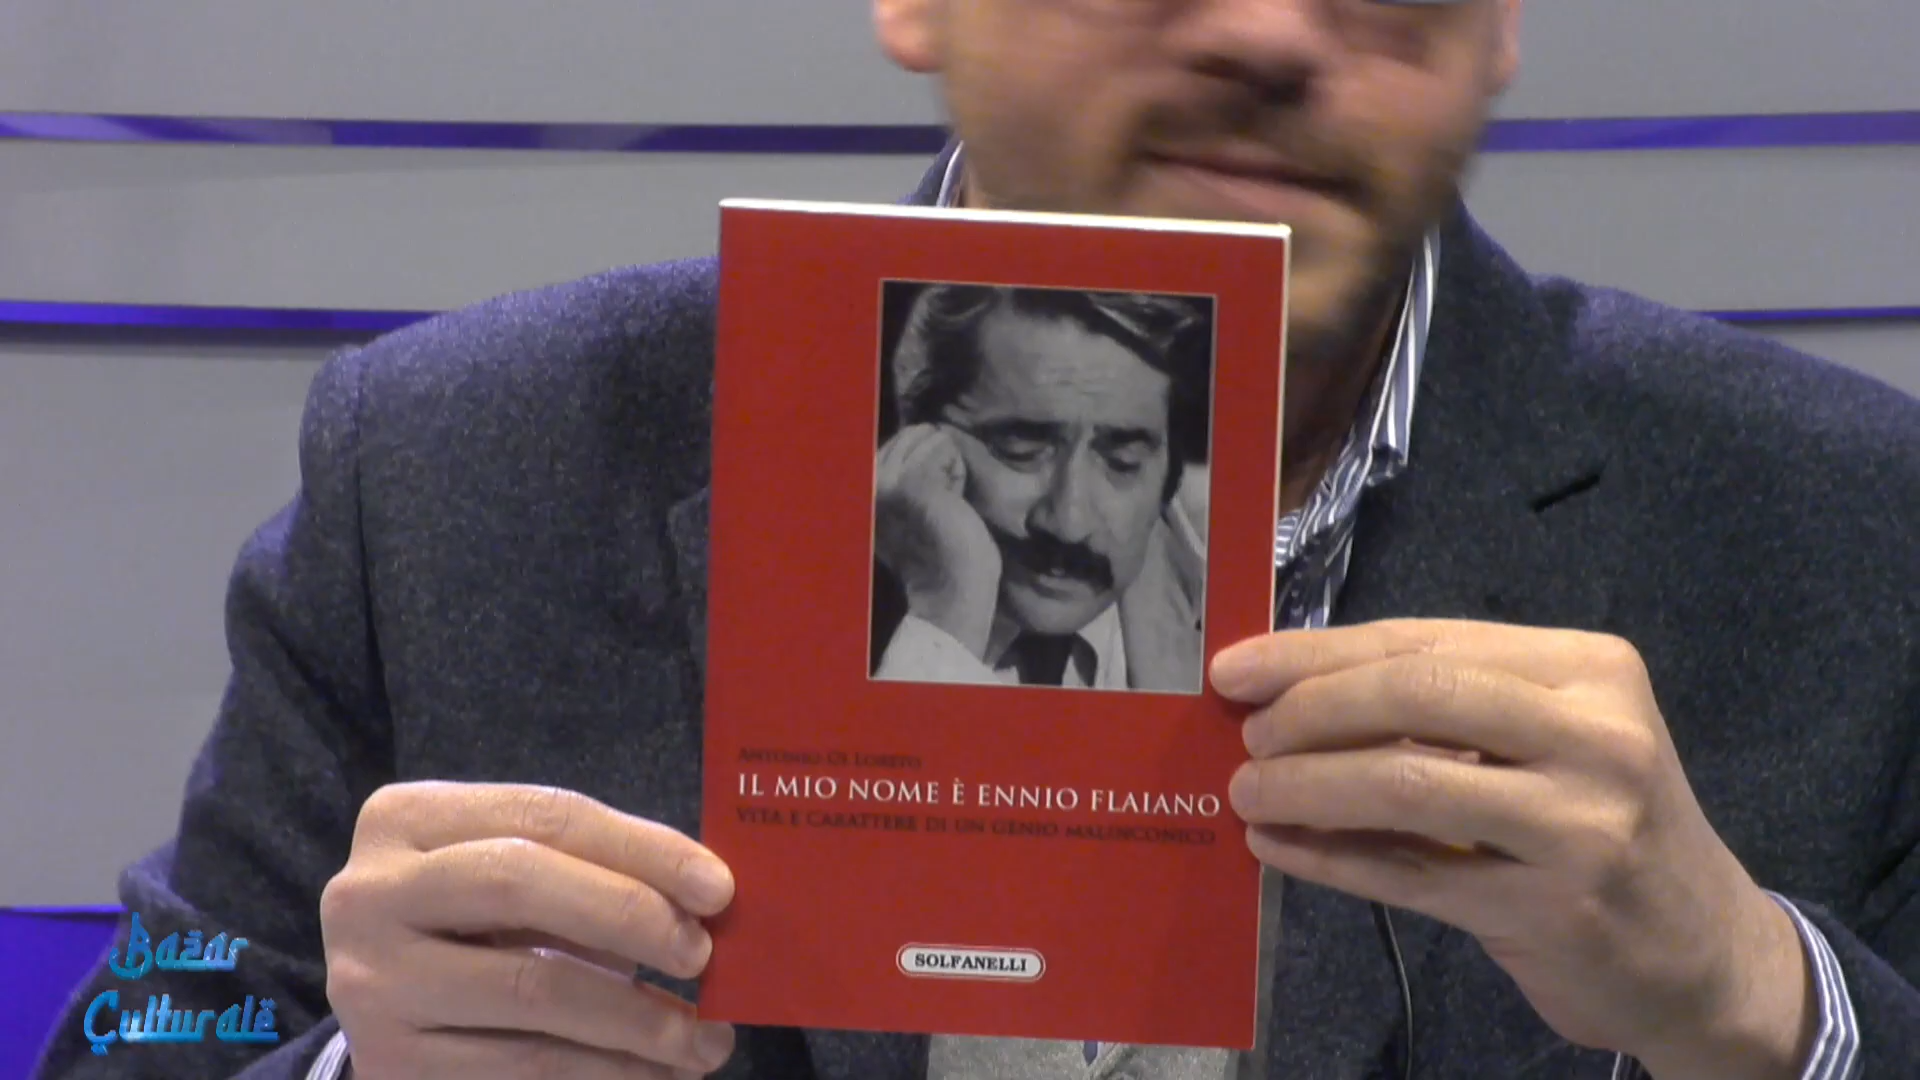 ANTONIO DI LORETO
IL MIO NOME È ENNIO FLAIANO
VITA E CARATTERE DI UN GENIO MALINCONICO
SOLFANELLI
Bazar
Culturale